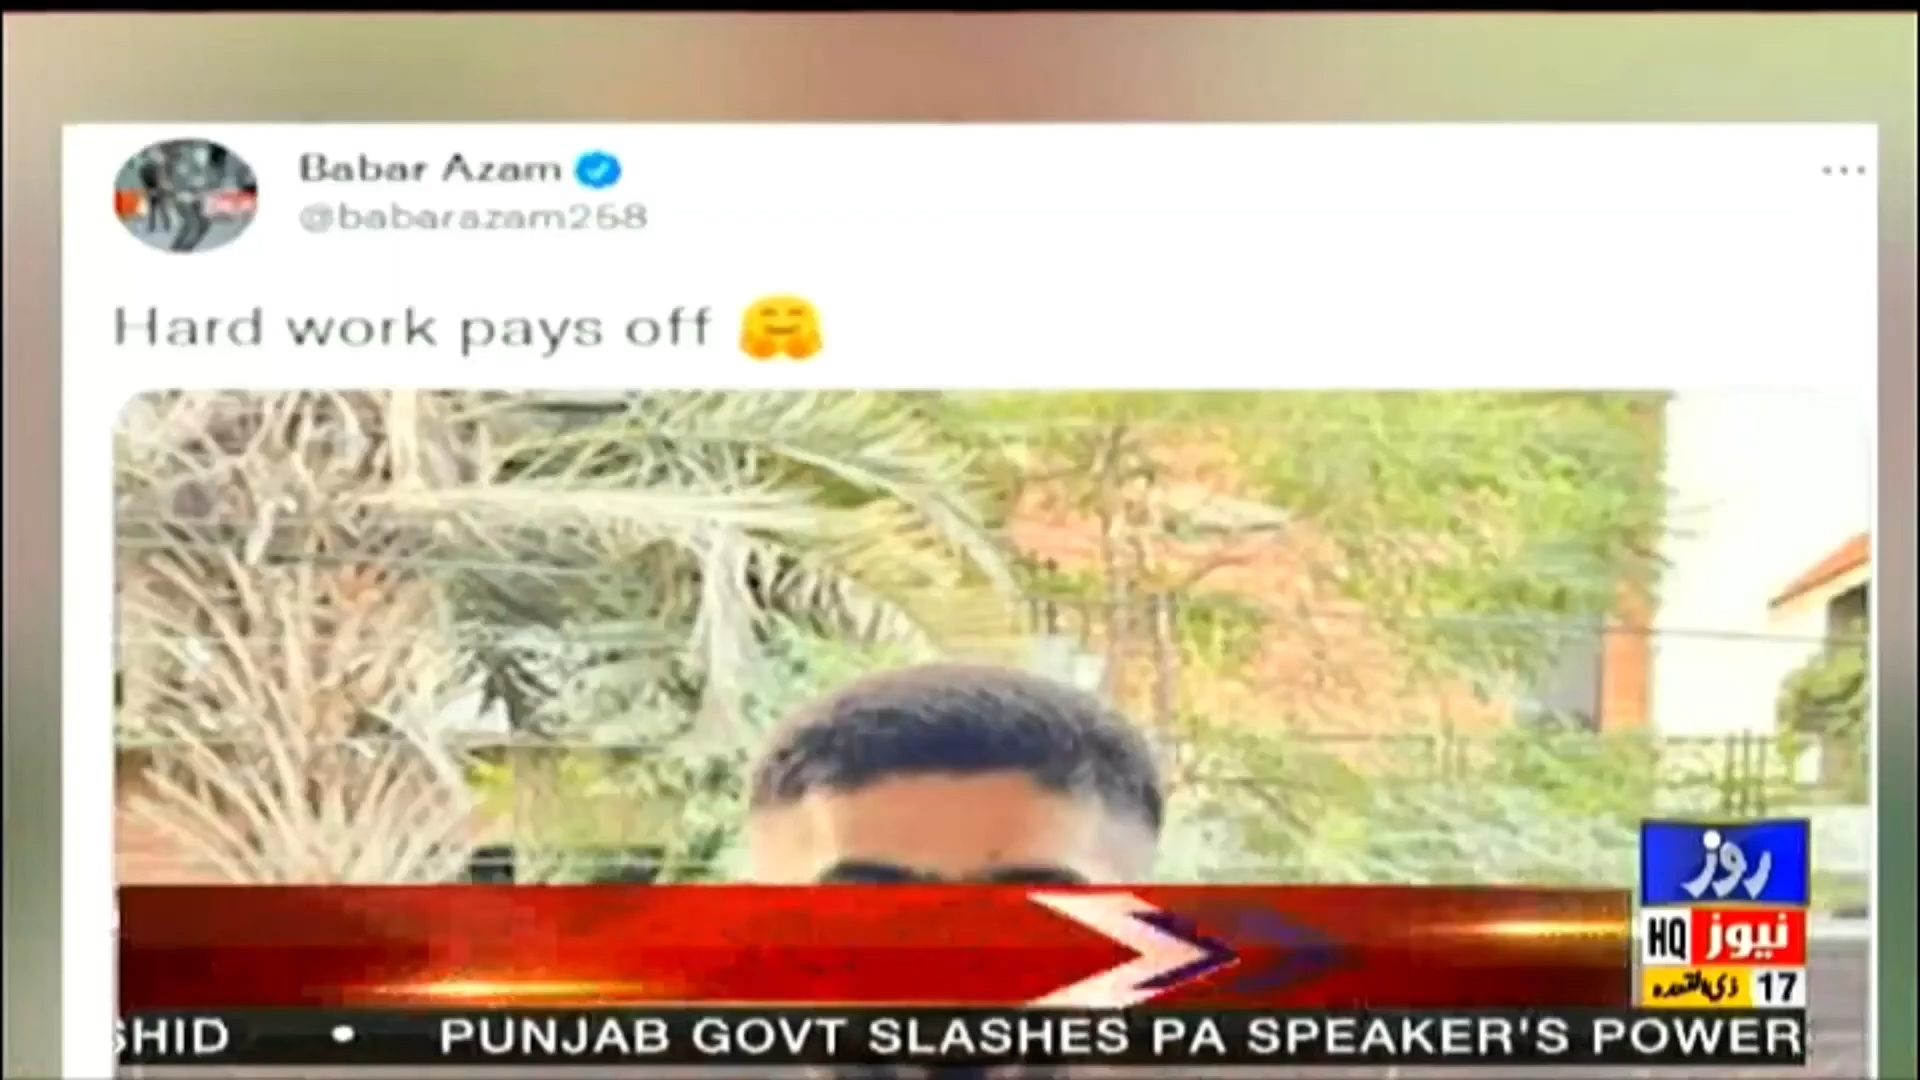 Babar Azam
@babarazam258
Hard work pays off 🤗
روز
HQ نیوز
17 ذی القعدہ
SHID • PUNJAB GOVT SLASHES PA SPEAKER'S POWER